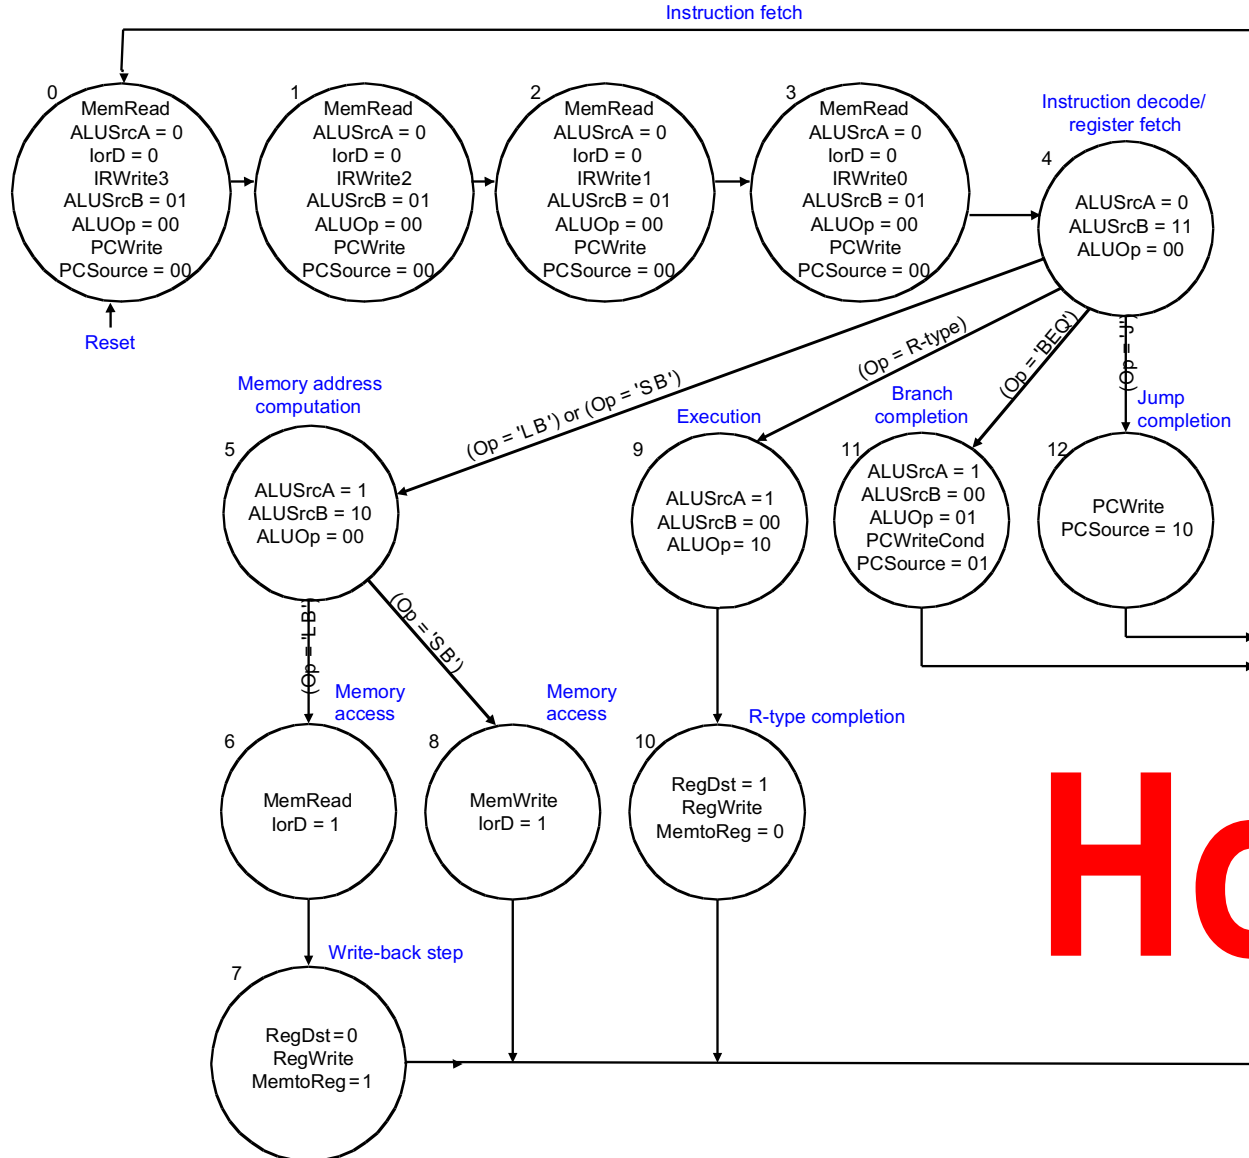 Instruction fetch
0
MemRead
ALUSrcA = 0
IorD = 0
IRWrite3
ALUSrcB = 01
ALUOp = 00
PCWrite
PCSource = 00
1
MemRead
ALUSrcA = 0
IorD = 0
IRWrite2
ALUSrcB = 01
ALUOp = 00
PCWrite
PCSource = 00
2
MemRead
ALUSrcA = 0
IorD = 0
IRWrite1
ALUSrcB = 01
ALUOp = 00
PCWrite
PCSource = 00
3
MemRead
ALUSrcA = 0
IorD = 0
IRWrite0
ALUSrcB = 01
ALUOp = 00
PCWrite
PCSource = 00
Instruction decode/
register fetch
4
ALUSrcA = 0
ALUSrcB = 11
ALUOp = 00
Reset
(Op = 'LB') or (Op = 'SB')
(Op = R-type)
(Op = 'BEQ')
(Op = 'J')
Memory address
computation
5
ALUSrcA = 1
ALUSrcB = 10
ALUOp = 00
Execution
9
ALUSrcA = 1
ALUSrcB = 00
ALUOp = 10
Branch
completion
11
ALUSrcA = 1
ALUSrcB = 00
ALUOp = 01
PCWriteCond
PCSource = 01
Jump
completion
12
PCWrite
PCSource = 10
(Op = 'LB')
(Op = 'SB')
Memory
access
6
MemRead
IorD = 1
Memory
access
8
MemWrite
IorD = 1
R-type completion
10
RegDst = 1
RegWrite
MemtoReg = 0
Write-back step
7
RegDst = 0
RegWrite
MemtoReg = 1